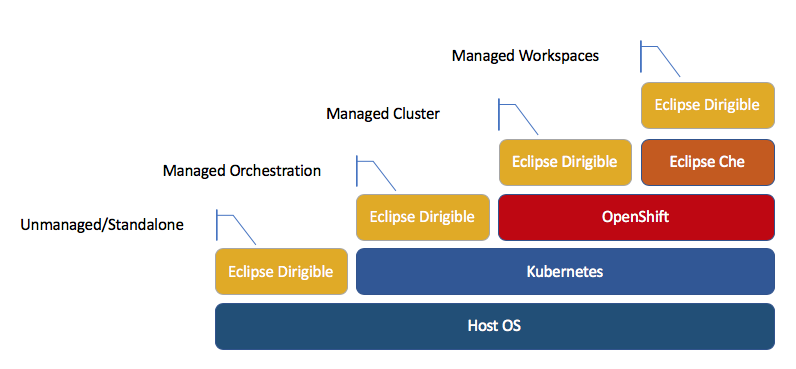 Managed Workspaces
Eclipse Dirigible
Managed Cluster
Eclipse Dirigible
Eclipse Che
Managed Orchestration
Eclipse Dirigible
OpenShift
Unmanaged/Standalone
Eclipse Dirigible
Kubernetes
Host OS